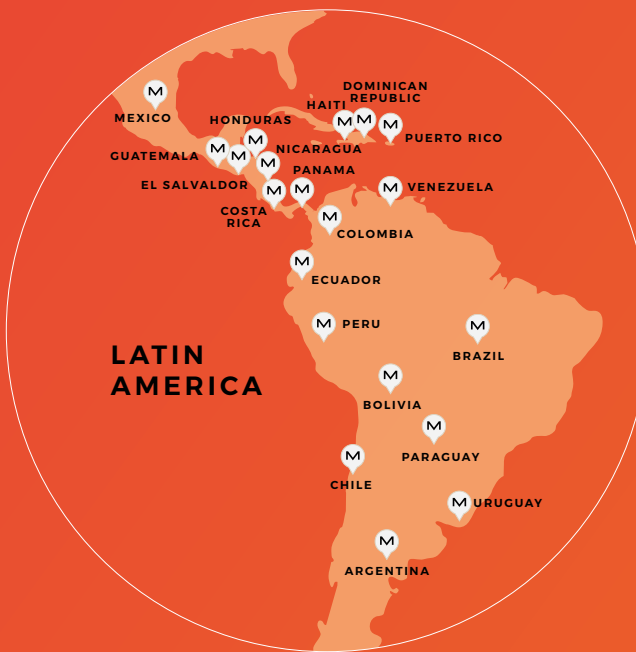 DOMINICAN
REPUBLIC
HAITI
MEXICO
HONDURAS
PUERTO RICO
GUATEMALA
NICARAGUA
PANAMA
EL SALVADOR
VENEZUELA
COSTA
RICA
COLOMBIA
ECUADOR
PERU
BRAZIL
LATIN
AMERICA
BOLIVIA
PARAGUAY
CHILE
URUGUAY
ARGENTINA